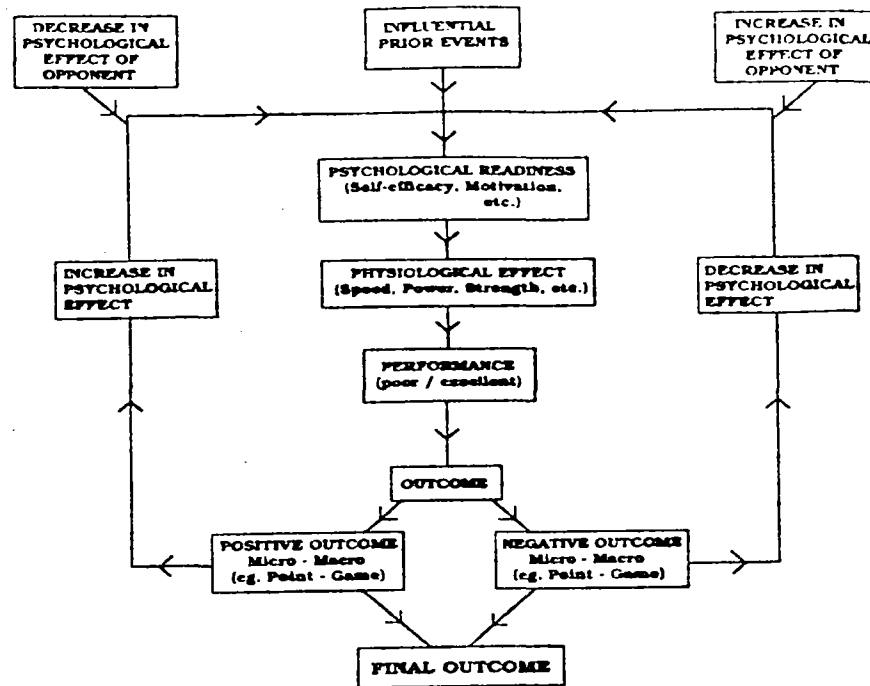 DECREASE IN
PSYCHOLOGICAL
EFFECT OF
OPPONENT
INFLUENTIAL
PRIOR EVENTS
INCREASE IN
PSYCHOLOGICAL
EFFECT OF
OPPONENT
PSYCHOLOGICAL READINESS
(Self-efficacy, Motivation,
etc.)
INCREASE IN
PSYCHOLOGICAL
EFFECT
PHYSIOLOGICAL EFFECT
(Speed, Power, Strength, etc.)
DECREASE IN
PSYCHOLOGICAL
EFFECT
PERFORMANCE
(poor / excellent)
OUTCOME
POSITIVE OUTCOME
Micro - Macro
(eg. Point - Game)
NEGATIVE OUTCOME
Micro - Macro
(eg. Point - Game)
FINAL OUTCOME